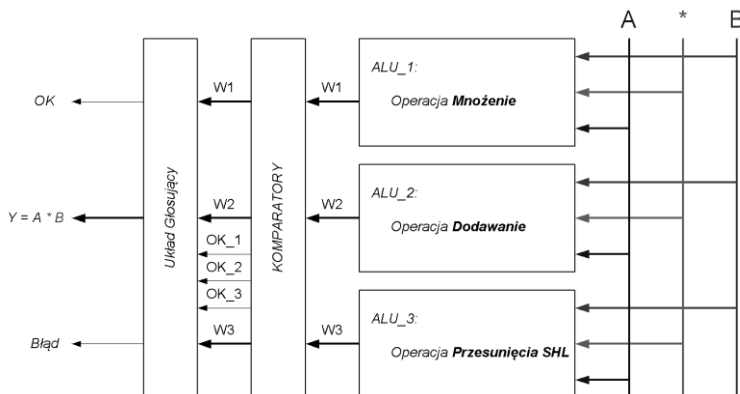 A * B
ALU_1:
Operacja Mnożenie
W1
W1
OK
ALU_2:
Operacja Dodawanie
W2
W2
Y = A * B
OK_1
OK_2
OK_3
ALU_3:
Operacja Przesunięcia SHL
W3
W3
Błąd
Układ Głosujący
KOMPARATORY